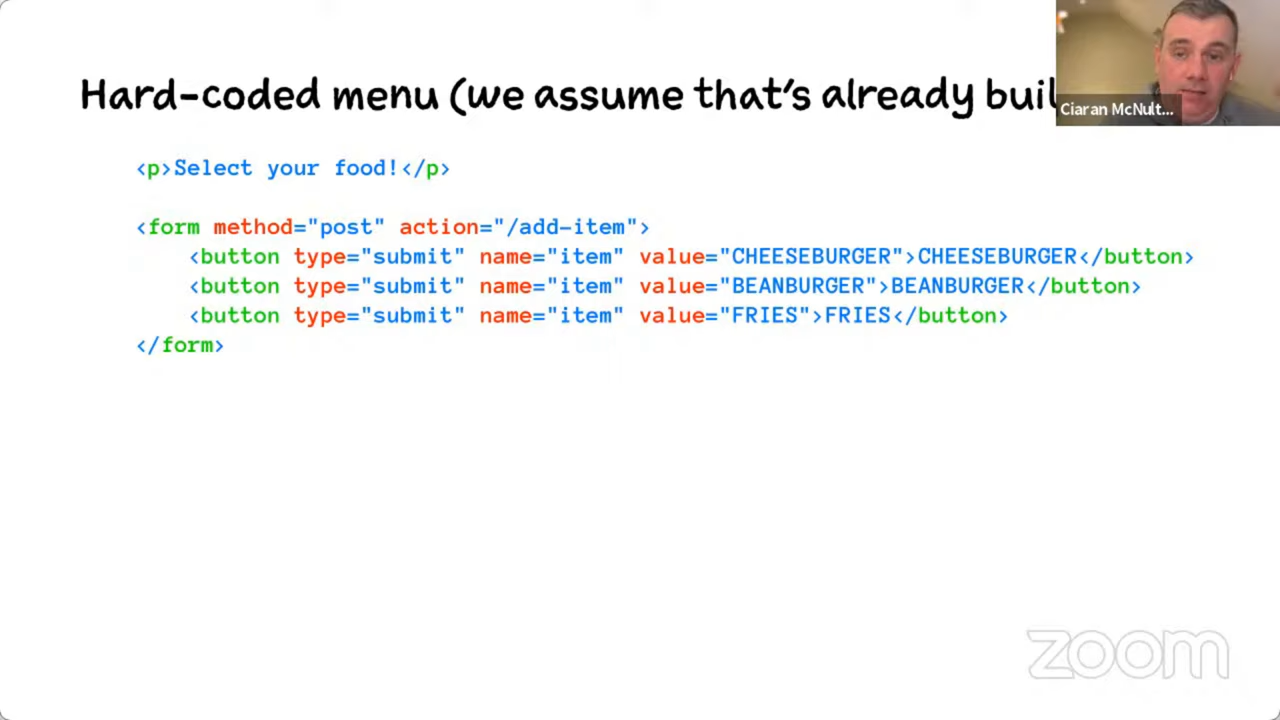 Hard-coded menu (we assume that's already buil
Ciaran McNult...
<p>Select your food!</p>
<form method="post" action="/add-item">
<button type="submit" name="item" value="CHEESEBURGER">CHEESEBURGER</button>
<button type="submit" name="item" value="BEANBURGER">BEANBURGER</button>
<button type="submit" name="item" value="FRIES">FRIES</button>
</form>
zoom